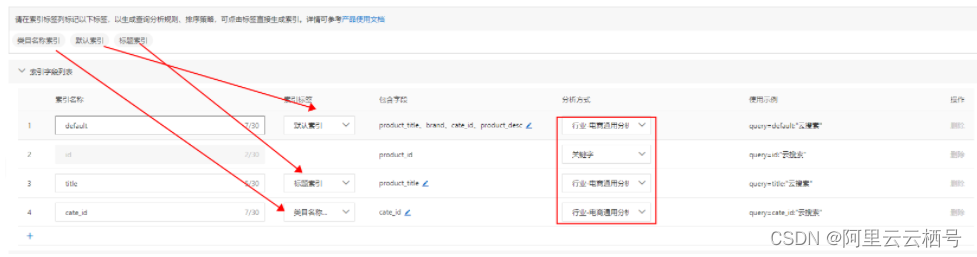 请在索引标签列标记以下标签，以生成查询分析规则、排序策略，可点击标签直接生成索引。详情可参考产品使用文档
类目名称索引 默认索引 标题索引
索引字段列表
索引名称 索引标签 包含字段 分析方式 使用示例 操作
1 default 7/30 默认索引 product_title、brand、cate_id、product_desc 行业-电商通用分析 query=default:"云搜索" 删除
2 id 2/30 product_id 关键字 query=id:"云搜索" 删除
3 title 5/30 标题索引 product_title 行业-电商通用分析 query=title:"云搜索" 删除
4 cate_id 7/30 类目名称... cate_id 行业-电商通用分析 query=cate_id:"云搜索" 删除
+
CSDN @阿里云云栖号